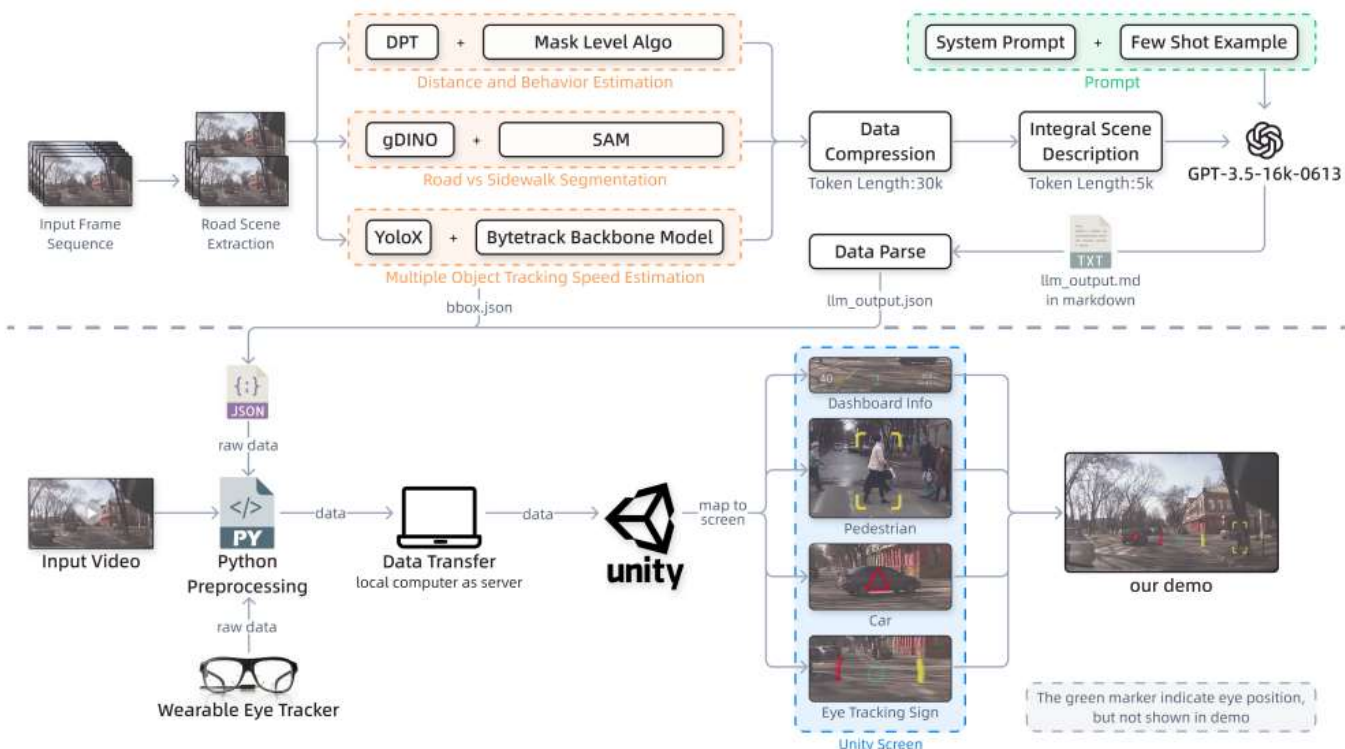 DPT
+
Mask Level Algo
Distance and Behavior Estimation
System Prompt
+
Few Shot Example
Prompt
gDINO
+
SAM
Road vs Sidewalk Segmentation
Data
Compression
Token Length:30k
Integral Scene
Description
Token Length:5k
GPT-3.5-16k-0613
Input Frame
Sequence
Road Scene
Extraction
YoloX
+
Bytetrack Backbone Model
Multiple Object Tracking Speed Estimation
Data Parse
TXT
llm_output.md
in markdown
bbox.json
llm_output.json
{;}
JSON
raw data
Input Video
</>
PY
Python
Preprocessing
data
Data Transfer
local computer as server
data
unity
map to
screen
40
Dashboard Info
Pedestrian
Car
Eye Tracking Sign
Unity Screen
our demo
raw data
Wearable Eye Tracker
The green marker indicate eye position,
but not shown in demo